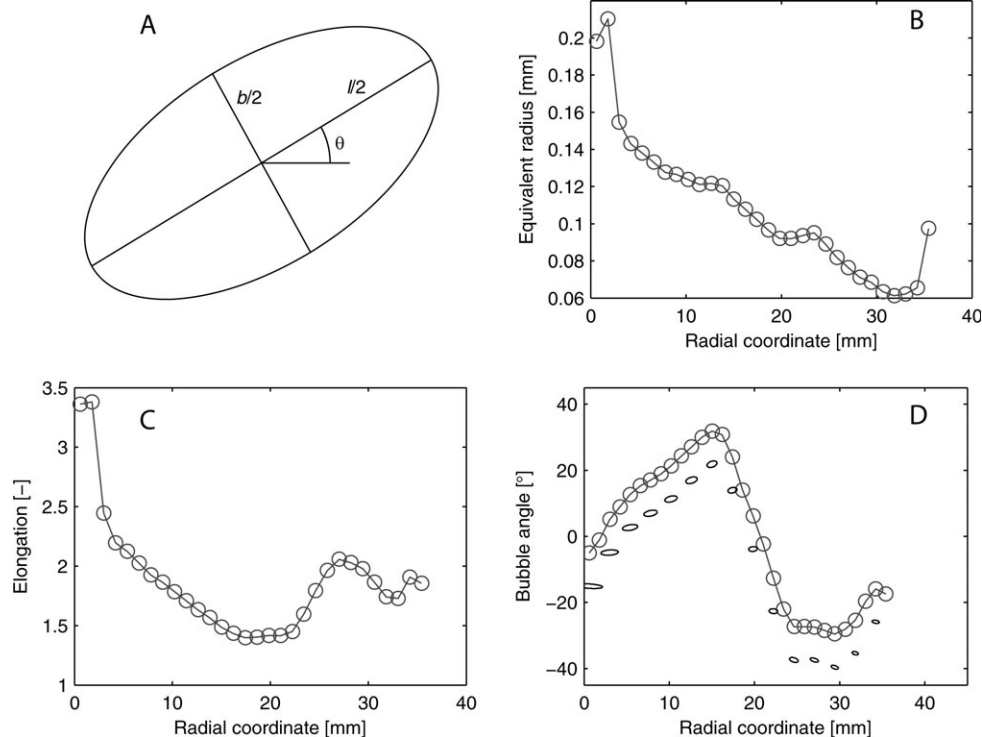 A
b/2
l/2
θ
B
Equivalent radius [mm]
0.2
0.18
0.16
0.14
0.12
0.1
0.08
0.06
0
10
20
30
40
Radial coordinate [mm]
C
Elongation [–]
3.5
3
2.5
2
1.5
1
0
10
20
30
40
Radial coordinate [mm]
D
Bubble angle [°]
40
20
0
−20
−40
0
10
20
30
40
Radial coordinate [mm]